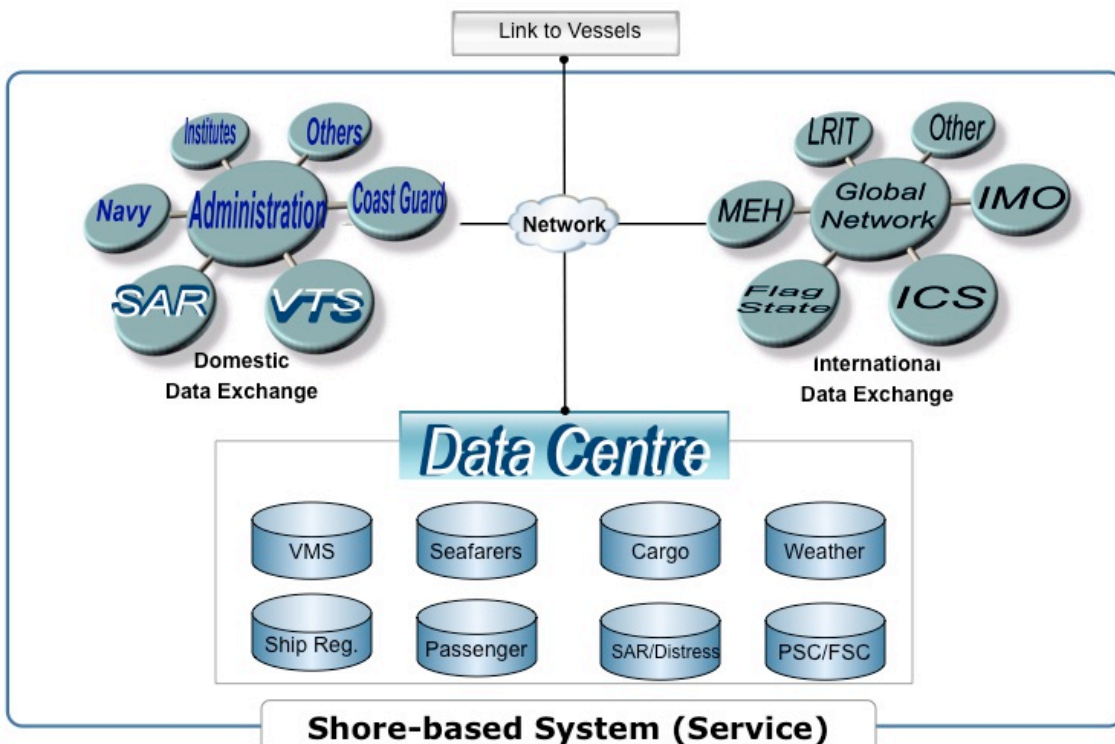 Link to Vessels
Institutes
Others
Navy
Administration
Coast Guard
SAR
VTS
Domestic
Data Exchange
Network
LRIT
Other
MEH
Global
Network
IMO
Flag
State
ICS
International
Data Exchange
Data Centre
VMS
Seafarers
Cargo
Weather
Ship Reg.
Passenger
SAR/Distress
PSC/FSC
Shore-based System (Service)